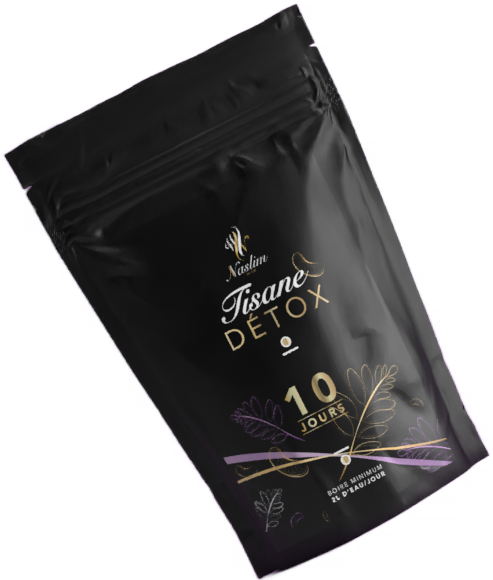 Naslim
Tisane
DÉTOX
10
JOURS
BOIRE MINIMUM
2L D'EAU/JOUR